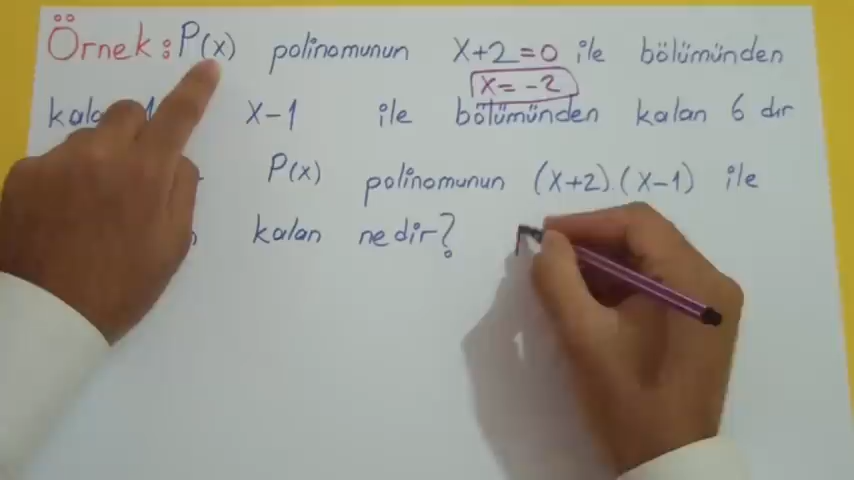 Örnek: P(x) polinomunun x+2=0 ile bölümünden
x=-2
x-1 ile bölümünden kalan 6 dır
P(x) polinomunun (x+2).(x-1) ile
kalan nedir?